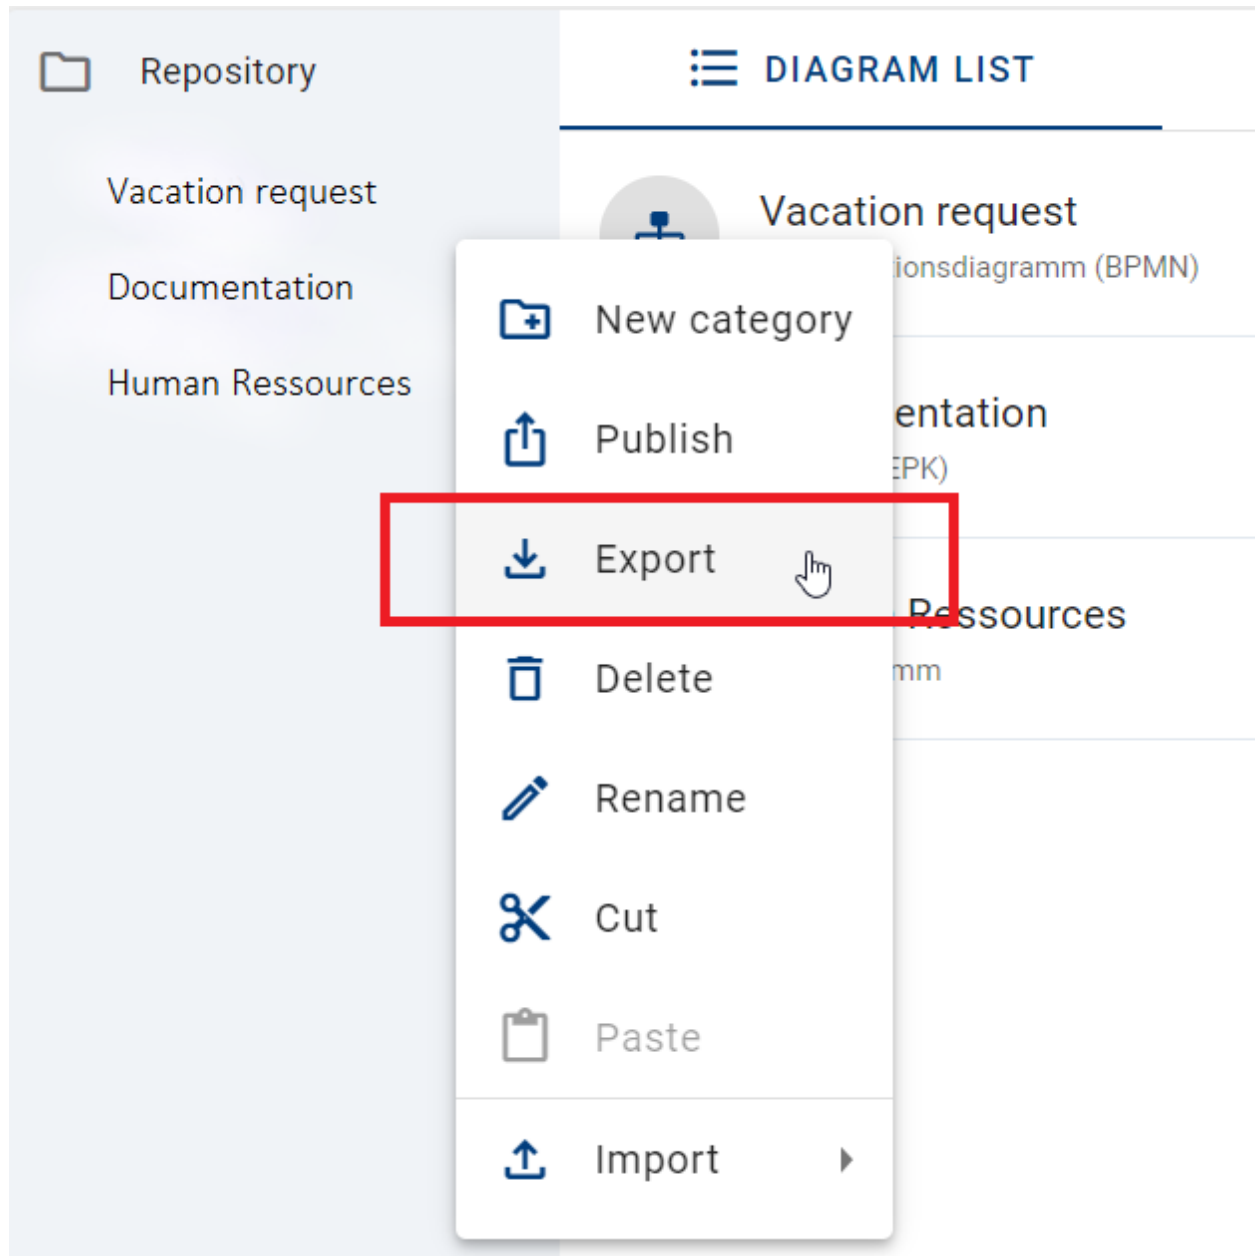 Repository
Vacation request
Documentation
Human Ressources
DIAGRAM LIST
Vacation request
ionsdiagramm (BPMN)
entation
EPK)
Ressources
mm
New category
Publish
Export
Delete
Rename
Cut
Paste
Import